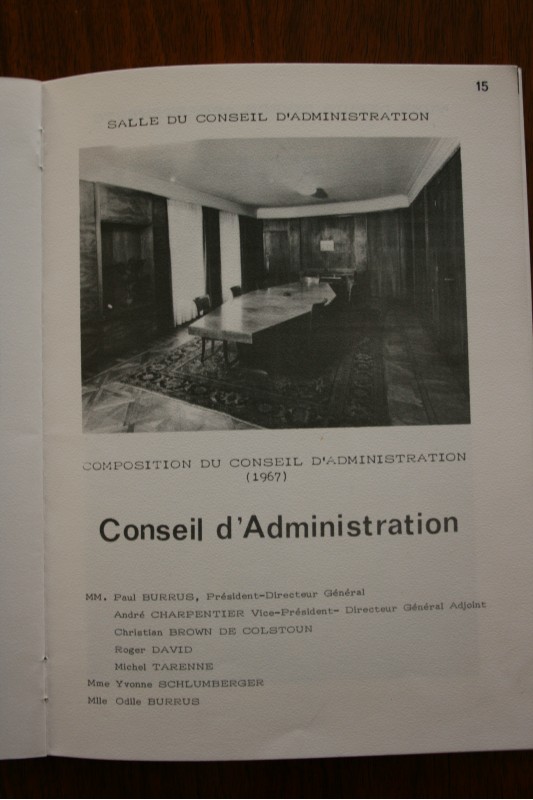 15
SALLE DU CONSEIL D'ADMINISTRATION
COMPOSITION DU CONSEIL D'ADMINISTRATION
(1967)
Conseil d'Administration
MM. Paul BURRUS, Président-Directeur Général
André CHARPENTIER Vice-Président- Directeur Général Adjoint
Christian BROWN DE COLSTOUN
Roger DAVID
Michel TARENNE
Mme Yvonne SCHLUMBERGER
Mlle Odile BURRUS